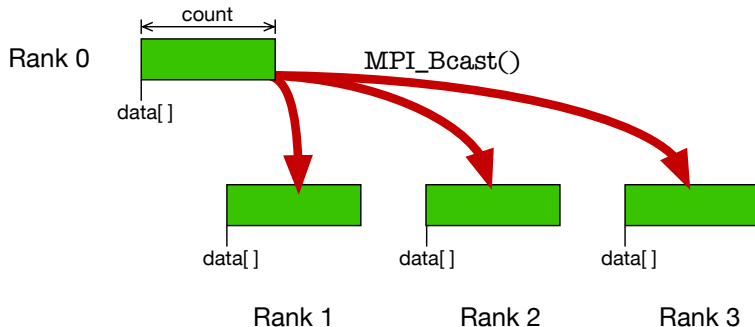 count
Rank 0
MPI_Bcast()
data[ ]
data[ ]
data[ ]
data[ ]
Rank 1
Rank 2
Rank 3